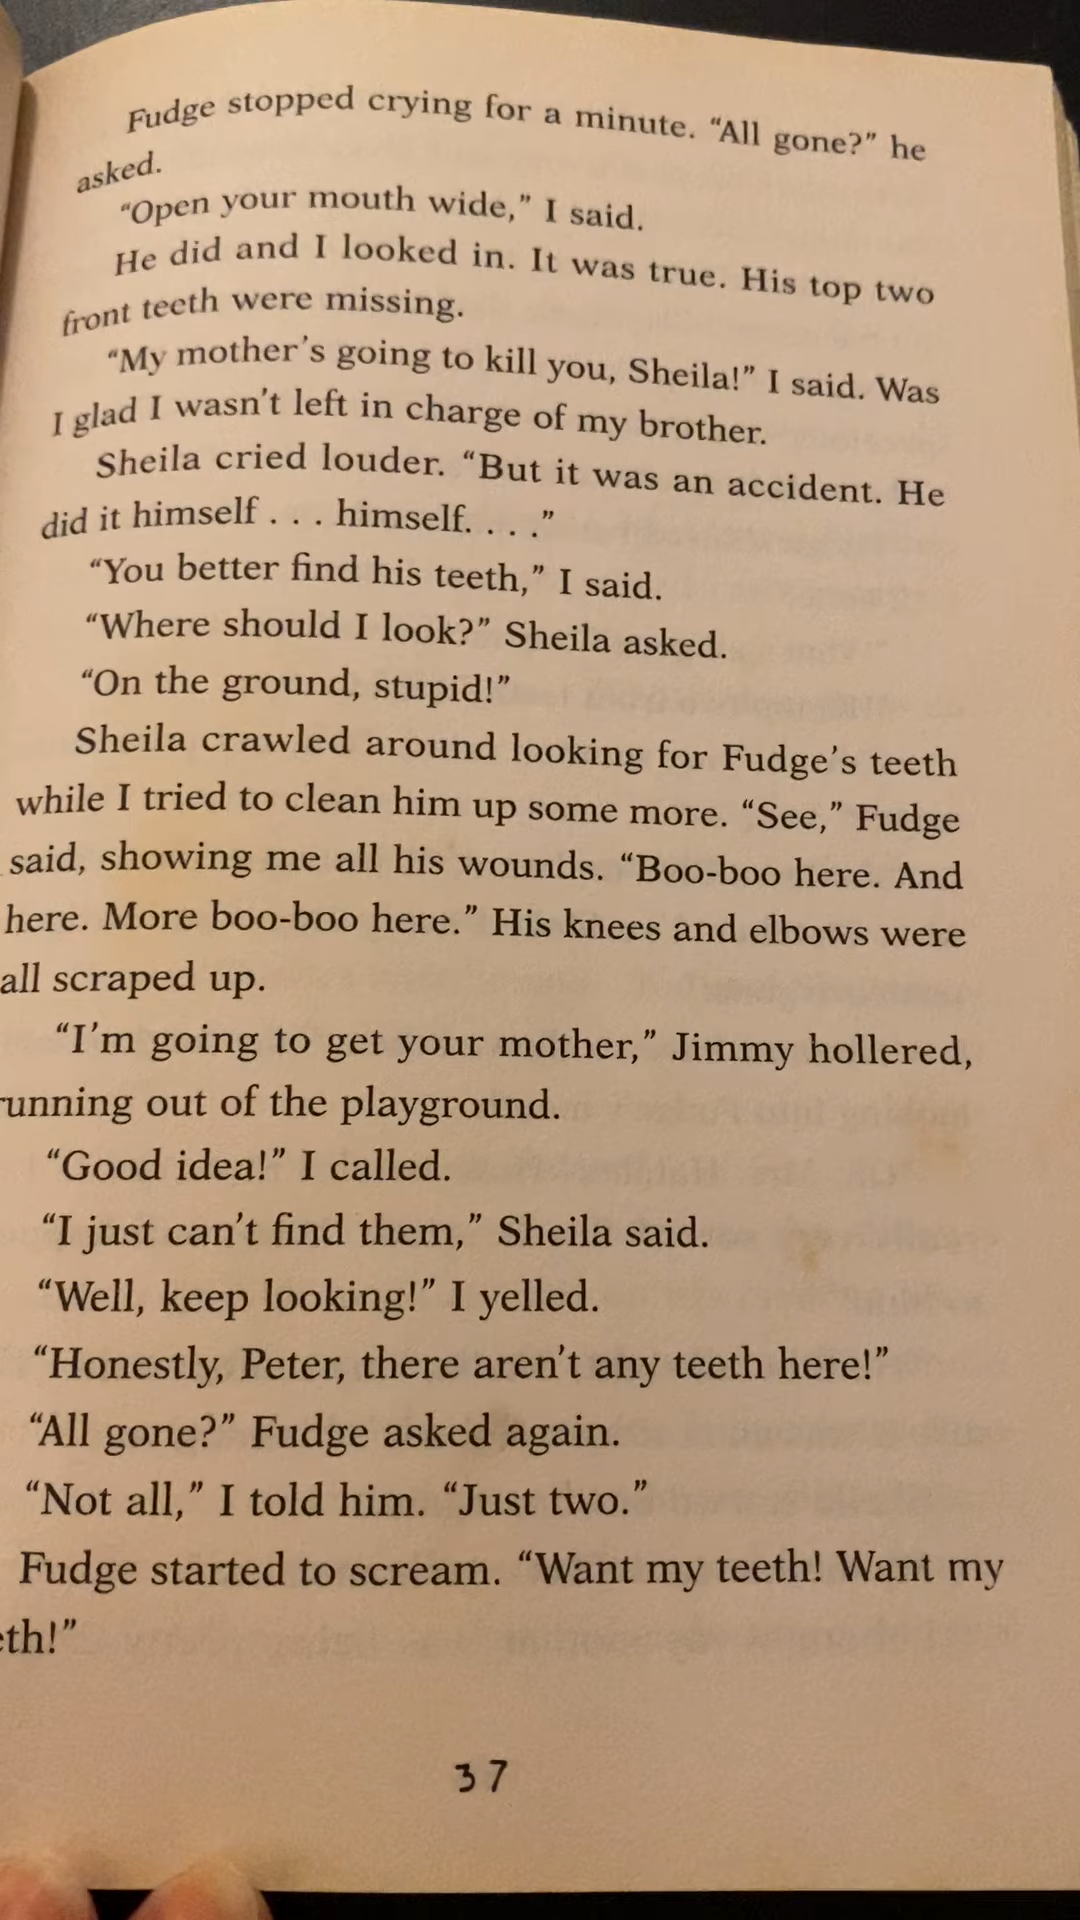 Fudge stopped crying for a minute. “All gone?” he
asked.
“Open your mouth wide,” I said.
He did and I looked in. It was true. His top two
front teeth were missing.
“My mother’s going to kill you, Sheila!” I said. Was
I glad I wasn’t left in charge of my brother.
Sheila cried louder. “But it was an accident. He
did it himself . . . himself. . . .”
“You better find his teeth,” I said.
“Where should I look?” Sheila asked.
“On the ground, stupid!”
Sheila crawled around looking for Fudge’s teeth
while I tried to clean him up some more. “See,” Fudge
said, showing me all his wounds. “Boo-boo here. And
here. More boo-boo here.” His knees and elbows were
all scraped up.
“I’m going to get your mother,” Jimmy hollered,
unning out of the playground.
“Good idea!” I called.
“I just can’t find them,” Sheila said.
“Well, keep looking!” I yelled.
“Honestly, Peter, there aren’t any teeth here!”
“All gone?” Fudge asked again.
“Not all,” I told him. “Just two.”
Fudge started to scream. “Want my teeth! Want my
eth!”
37